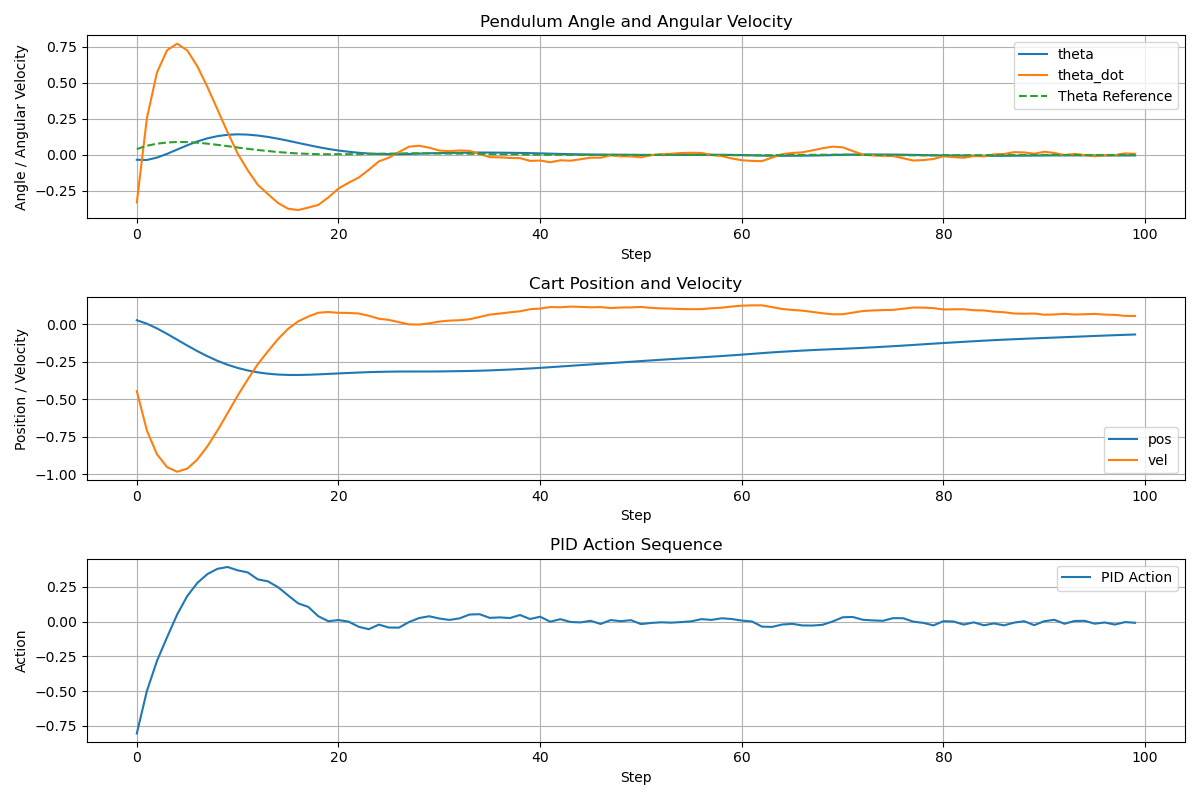 Pendulum Angle and Angular Velocity
Angle / Angular Velocity
0.75
0.50
0.25
0.00
−0.25
theta
theta_dot
Theta Reference
0 20 40 60 80 100
Step
Cart Position and Velocity
Position / Velocity
0.00
−0.25
−0.50
−0.75
−1.00
pos
vel
0 20 40 60 80 100
Step
PID Action Sequence
Action
0.25
0.00
−0.25
−0.50
−0.75
PID Action
0 20 40 60 80 100
Step